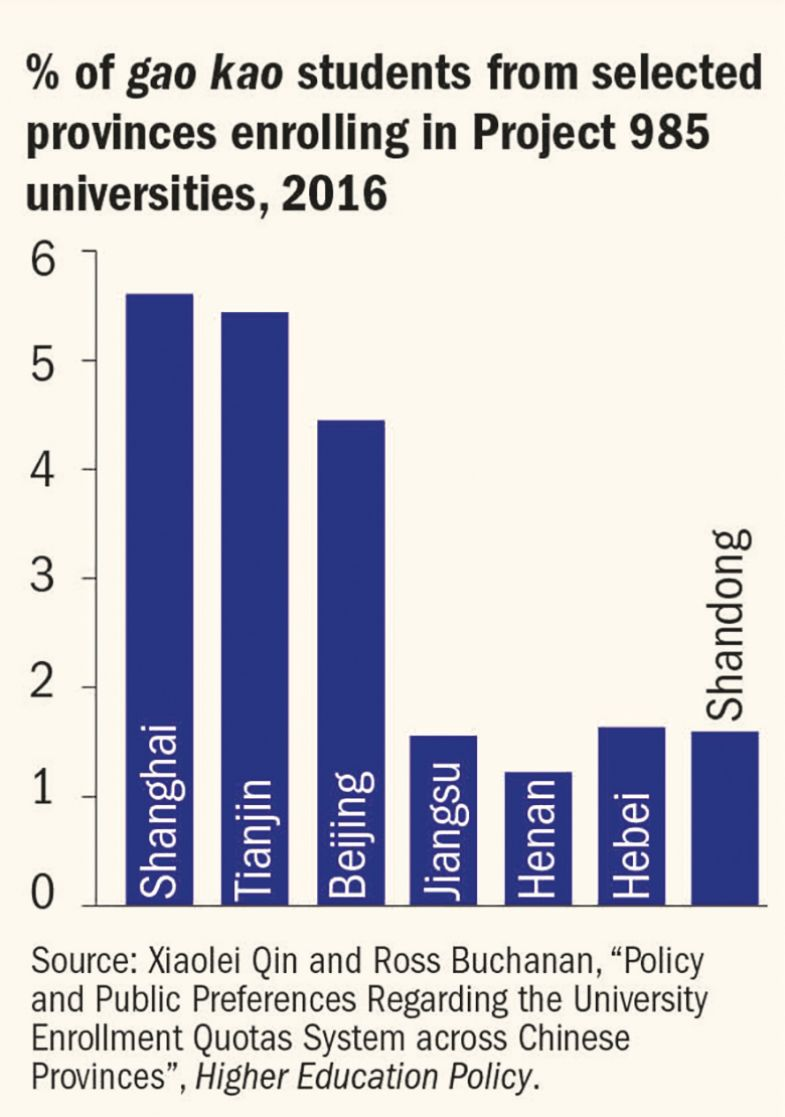 % of gao kao students from selected
provinces enrolling in Project 985
universities, 2016
6
5
4
3
2
1
0
Shanghai
Tianjin
Beijing
Jiangsu
Henan
Hebei
Shandong
Source: Xiaolei Qin and Ross Buchanan, “Policy
and Public Preferences Regarding the University
Enrollment Quotas System across Chinese
Provinces”, Higher Education Policy.